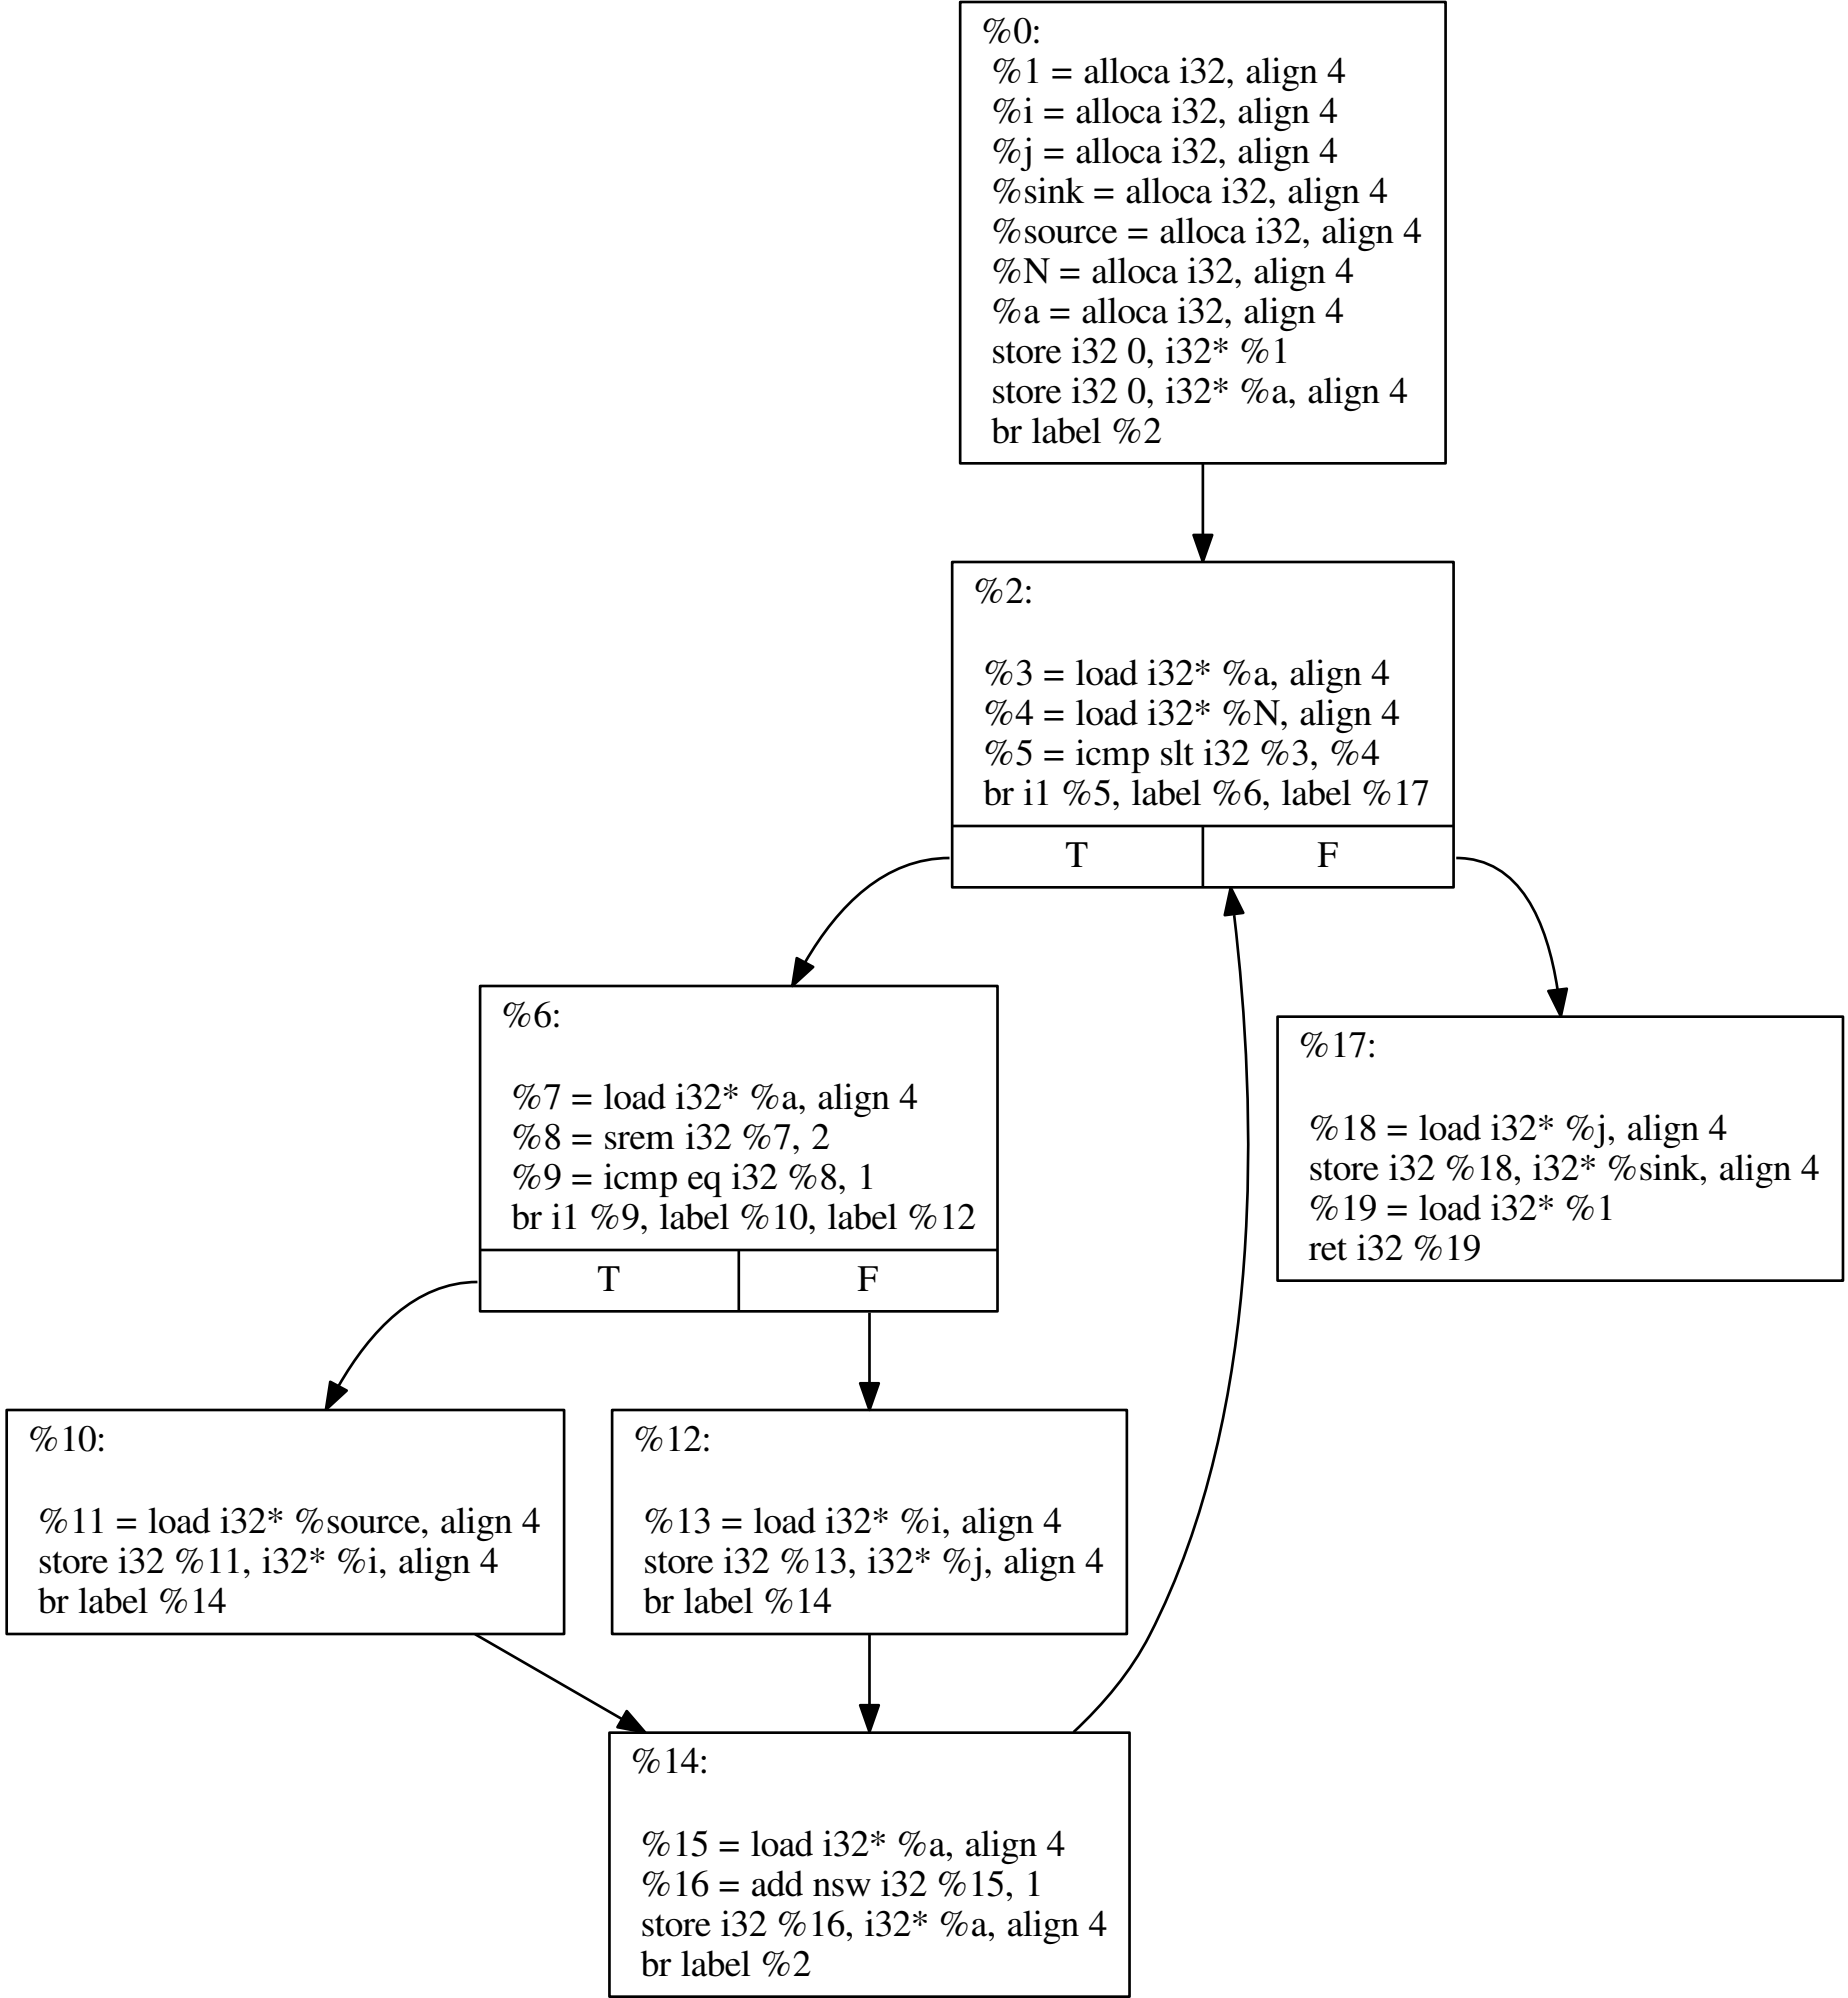 %0:
%1 = alloca i32, align 4
%i = alloca i32, align 4
%j = alloca i32, align 4
%sink = alloca i32, align 4
%source = alloca i32, align 4
%N = alloca i32, align 4
%a = alloca i32, align 4
store i32 0, i32* %1
store i32 0, i32* %a, align 4
br label %2
%2:
%3 = load i32* %a, align 4
%4 = load i32* %N, align 4
%5 = icmp slt i32 %3, %4
br i1 %5, label %6, label %17
T F
%6:
%7 = load i32* %a, align 4
%8 = srem i32 %7, 2
%9 = icmp eq i32 %8, 1
br i1 %9, label %10, label %12
T F
%17:
%18 = load i32* %j, align 4
store i32 %18, i32* %sink, align 4
%19 = load i32* %1
ret i32 %19
%10:
%11 = load i32* %source, align 4
store i32 %11, i32* %i, align 4
br label %14
%12:
%13 = load i32* %i, align 4
store i32 %13, i32* %j, align 4
br label %14
%14:
%15 = load i32* %a, align 4
%16 = add nsw i32 %15, 1
store i32 %16, i32* %a, align 4
br label %2